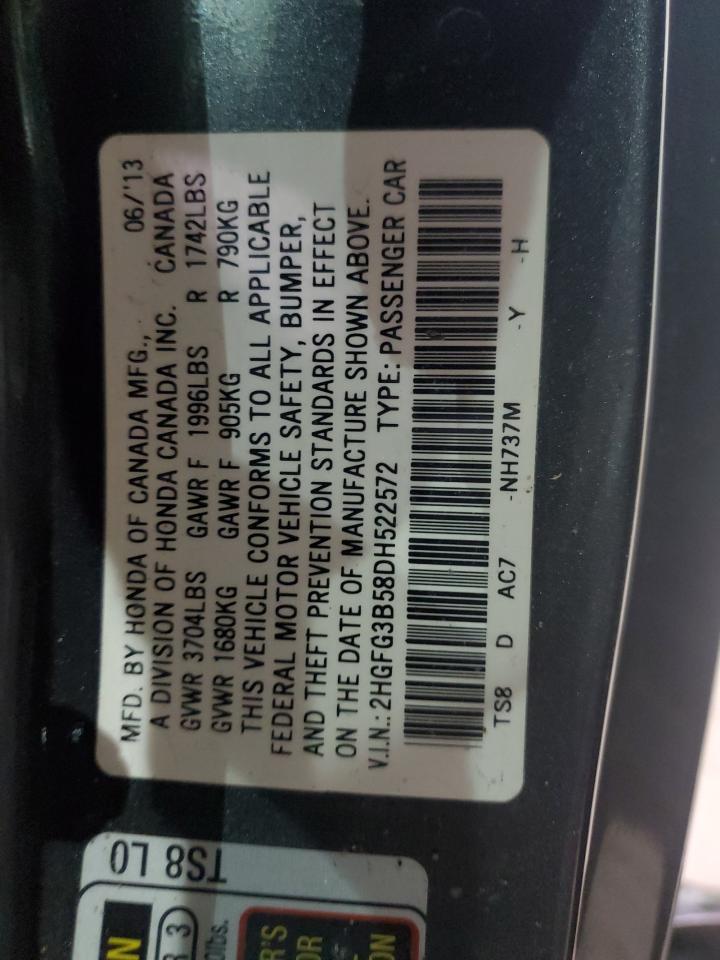 MFD. BY HONDA OF CANADA MFG., 06/'13
A DIVISION OF HONDA CANADA INC. CANADA
GVWR 3704LBS GAWR F 1996LBS R 1742LBS
GVWR 1680KG GAWR F 905KG R 790KG
THIS VEHICLE CONFORMS TO ALL APPLICABLE
FEDERAL MOTOR VEHICLE SAFETY, BUMPER,
AND THEFT PREVENTION STANDARDS IN EFFECT
ON THE DATE OF MANUFACTURE SHOWN ABOVE.
V.I.N.: 2HGFG3B58DH522572 TYPE: PASSENGER CAR
TS8 D AC7 -NH737M -Y -H
TS8 L0
3
lbs.